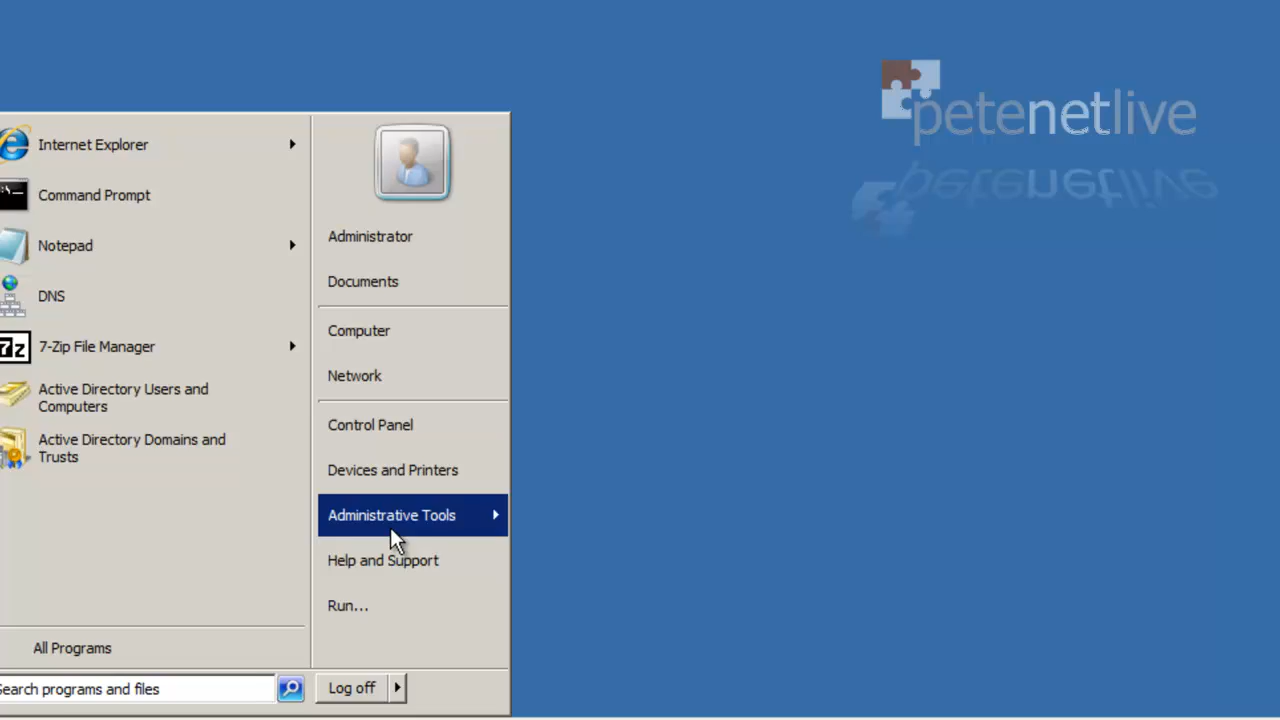 petenetlive
Internet Explorer
Command Prompt
Notepad
DNS
7-Zip File Manager
Active Directory Users and
Computers
Active Directory Domains and
Trusts
All Programs
Search programs and files
Administrator
Documents
Computer
Network
Control Panel
Devices and Printers
Administrative Tools
Help and Support
Run...
Log off